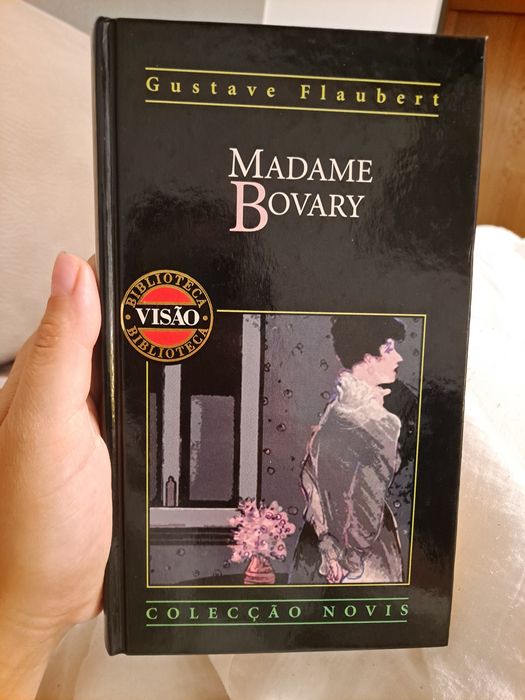 Gustave Flaubert
MADAME
BOVARY
BIBLIOTECA
VISÃO
BIBLIOTECA
COLECÇÃO NOVIS